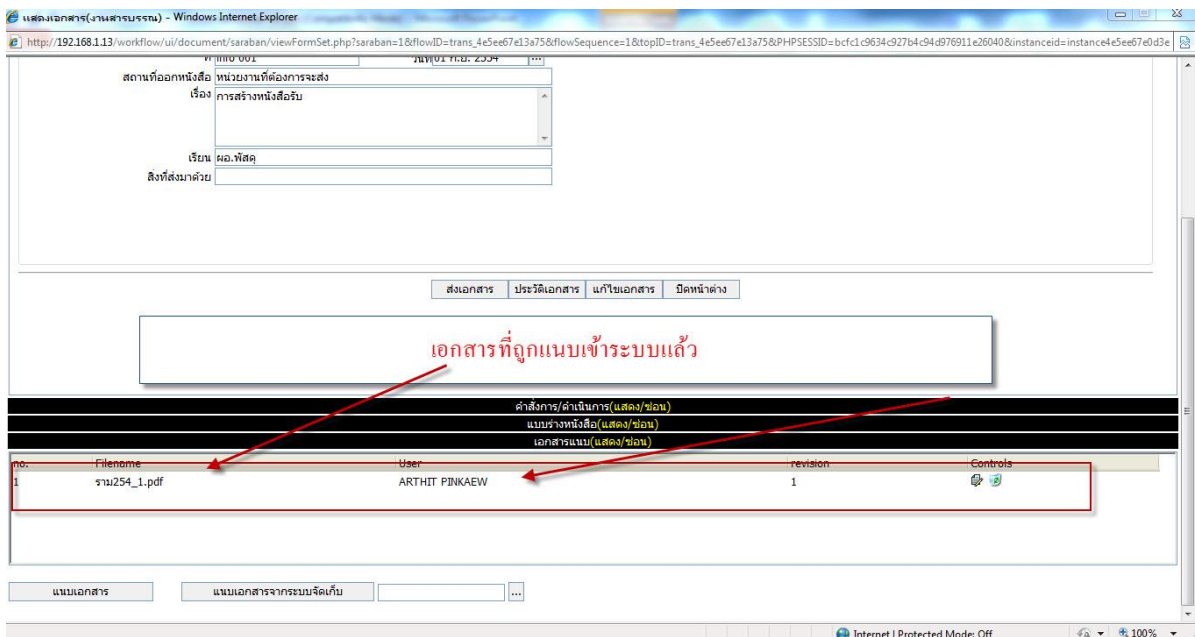 แสดงเอกสาร(งานสารบรรณ) - Windows Internet Explorer
http://192.168.1.13/workflow/ui/document/saraban/viewFormSet.php?saraban=1&flowID=trans_4e5ee67e13a75&flowSequence=1&topID=trans_4e5ee67e13a75&PHPSESSID=bcfc1c9634c927b4c94d976911e26040&instanceid=instance4e5ee67e0d3e
ที่ info 001 วันที่ 01 ก.ย. 2554 ...
สถานที่ออกหนังสือ หน่วยงานที่ต้องการจะส่ง
เรื่อง การสร้างหนังสือรับ
เรียน ผอ.พัสดุ
สิ่งที่ส่งมาด้วย
ส่งเอกสาร ประวัติเอกสาร แก้ไขเอกสาร ปิดหน้าต่าง
เอกสารที่ถูกแนบเข้าระบบแล้ว
คำสั่งการ/ดำเนินการ(แสดง/ซ่อน)
แบบร่างหนังสือ(แสดง/ซ่อน)
เอกสารแนบ(แสดง/ซ่อน)
no. Filename User revision Controls
1 ราม254_1.pdf ARTHIT PINKAEW 1
แนบเอกสาร แนบเอกสารจากระบบจัดเก็บ ...
Internet | Protected Mode: Off 100%